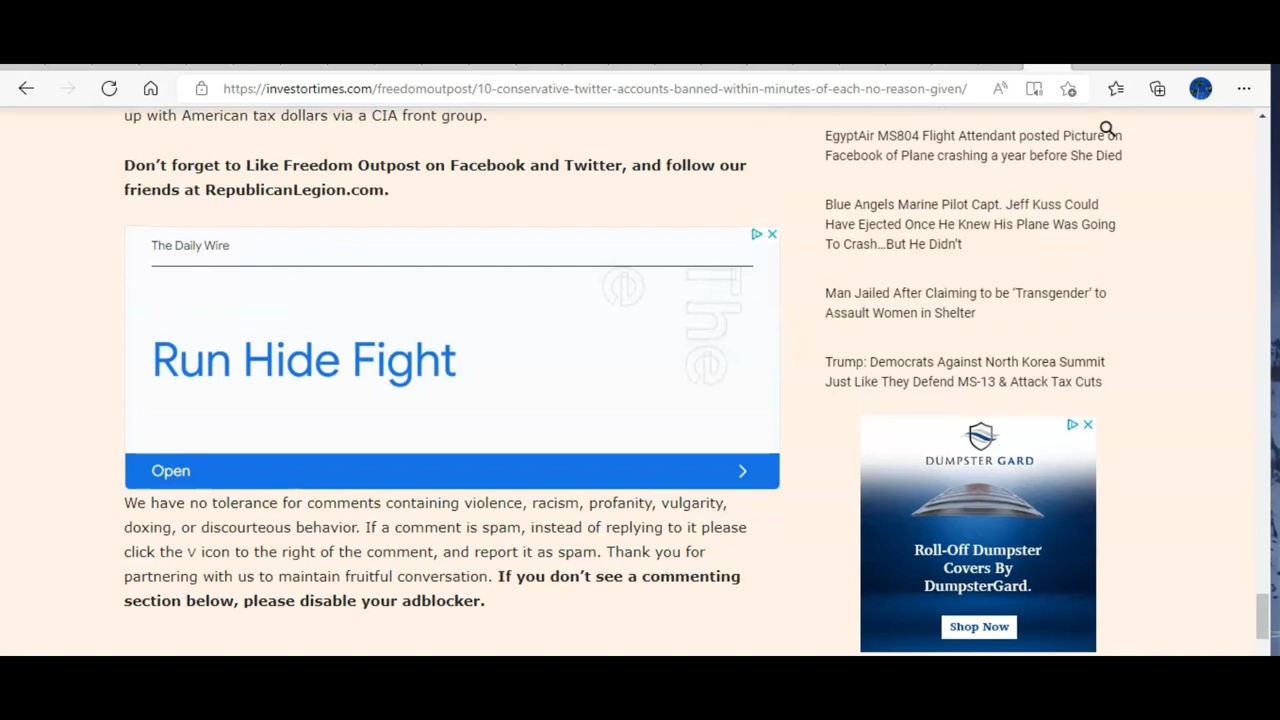 https://investortimes.com/freedomoutpost/10-conservative-twitter-accounts-banned-within-minutes-of-each-no-reason-given/
up with American tax dollars via a CIA front group.
Don’t forget to Like Freedom Outpost on Facebook and Twitter, and follow our
friends at RepublicanLegion.com.
The Daily Wire
The
e
Run Hide Fight
Open
We have no tolerance for comments containing violence, racism, profanity, vulgarity,
doxing, or discourteous behavior. If a comment is spam, instead of replying to it please
click the ∨ icon to the right of the comment, and report it as spam. Thank you for
partnering with us to maintain fruitful conversation. If you don’t see a commenting
section below, please disable your adblocker.
EgyptAir MS804 Flight Attendant posted Picture on
Facebook of Plane crashing a year before She Died
Blue Angels Marine Pilot Capt. Jeff Kuss Could
Have Ejected Once He Knew His Plane Was Going
To Crash…But He Didn’t
Man Jailed After Claiming to be ‘Transgender’ to
Assault Women in Shelter
Trump: Democrats Against North Korea Summit
Just Like They Defend MS-13 & Attack Tax Cuts
DUMPSTER GARD
Roll-Off Dumpster
Covers By
DumpsterGard.
Shop Now